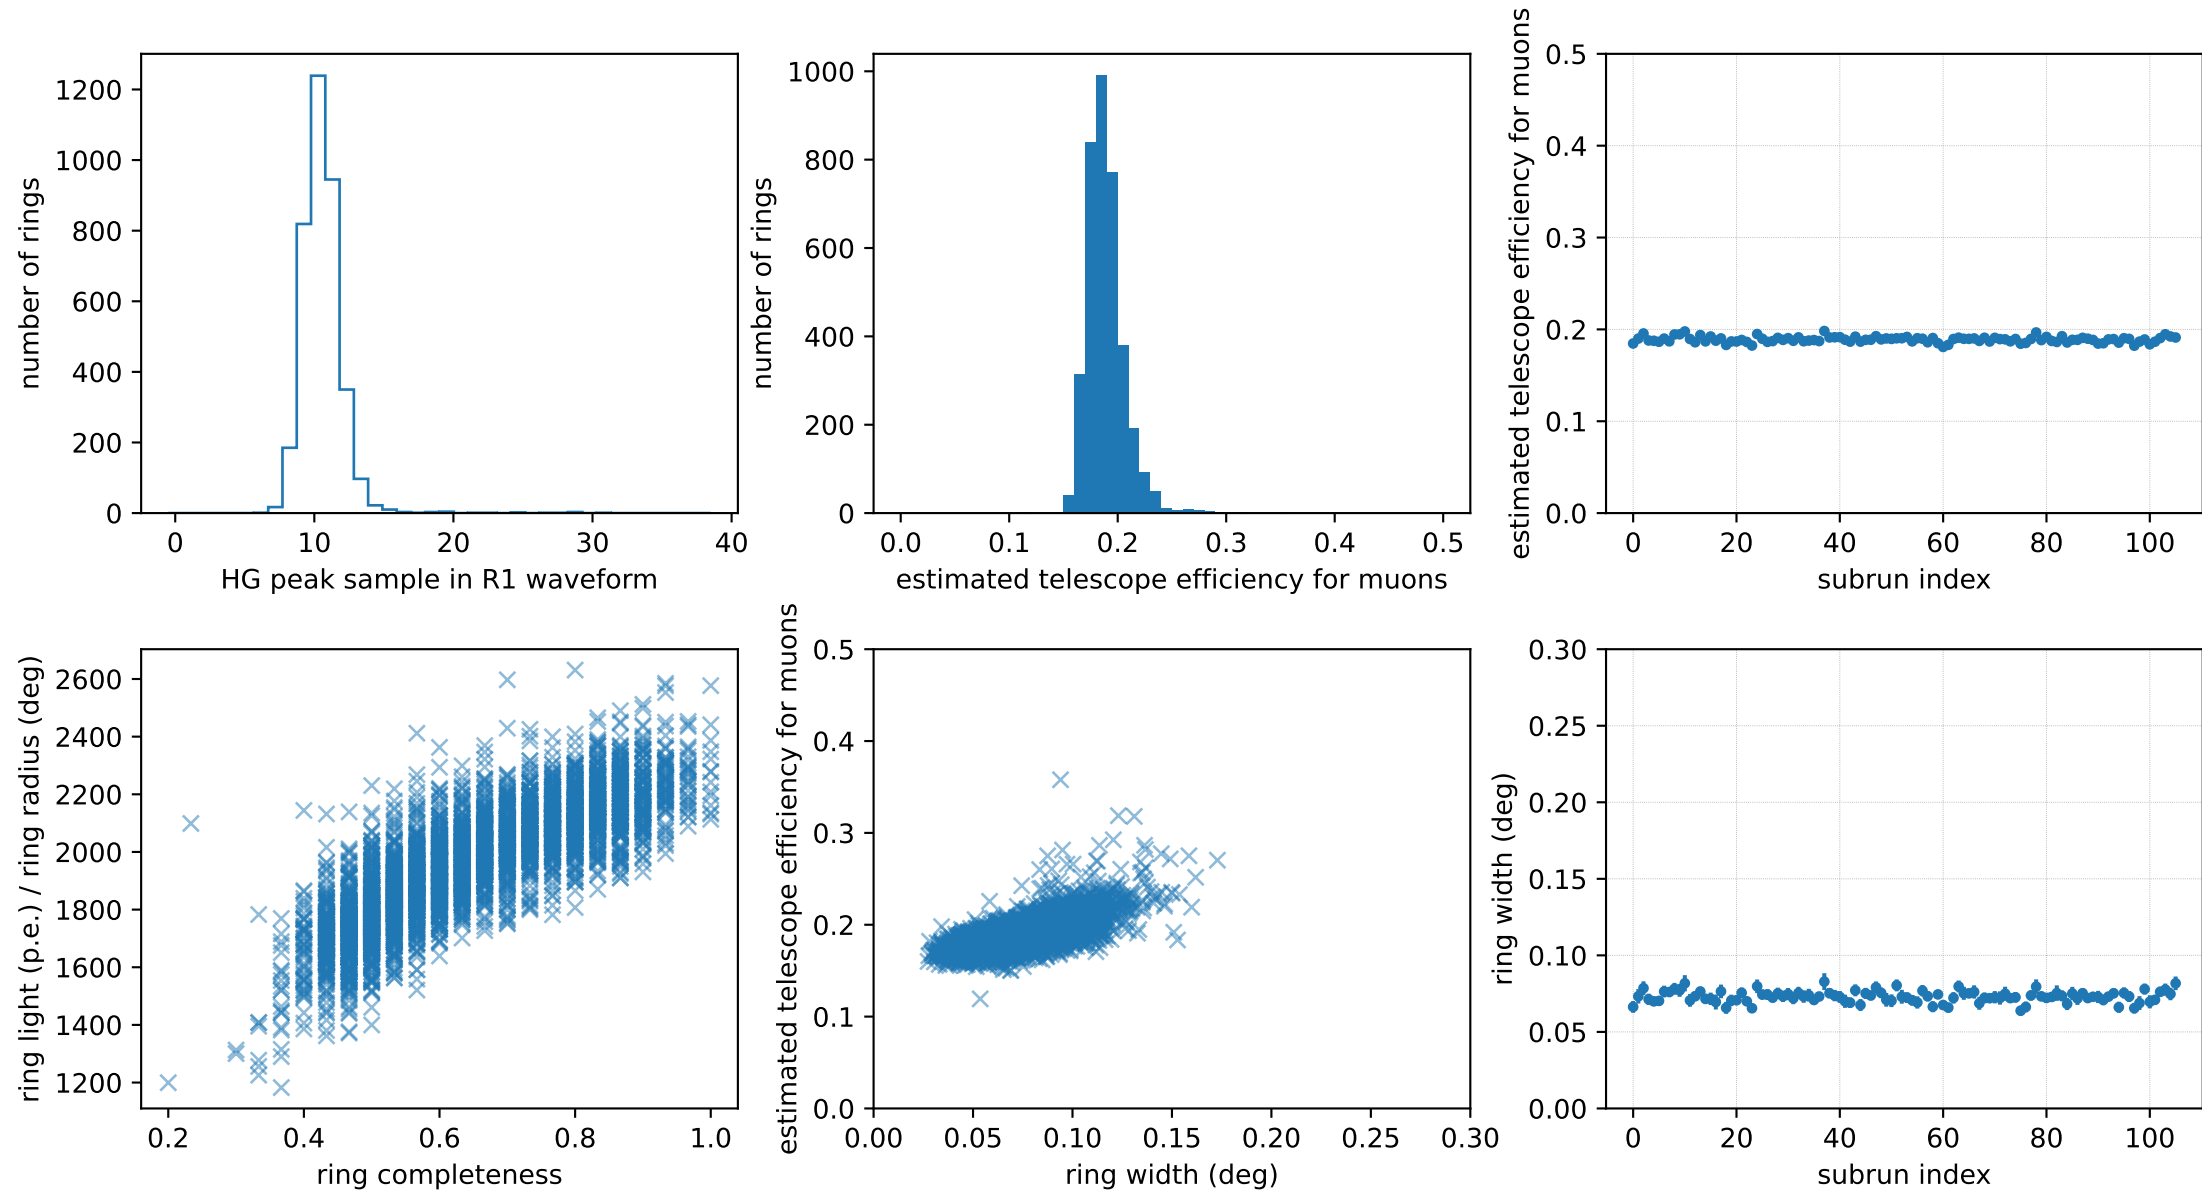 number of rings
1200
1000
800
600
400
200
0
0 10 20 30 40
HG peak sample in R1 waveform
number of rings
1000
800
600
400
200
0
0.0 0.1 0.2 0.3 0.4 0.5
estimated telescope efficiency for muons
estimated telescope efficiency for muons
0.5
0.4
0.3
0.2
0.1
0.0
0 20 40 60 80 100
subrun index
ring light (p.e.) / ring radius (deg)
2600
2400
2200
2000
1800
1600
1400
1200
0.2 0.4 0.6 0.8 1.0
ring completeness
estimated telescope efficiency for muons
0.5
0.4
0.3
0.2
0.1
0.0
0.00 0.05 0.10 0.15 0.20 0.25 0.30
ring width (deg)
ring width (deg)
0.30
0.25
0.20
0.15
0.10
0.05
0.00
0 20 40 60 80 100
subrun index